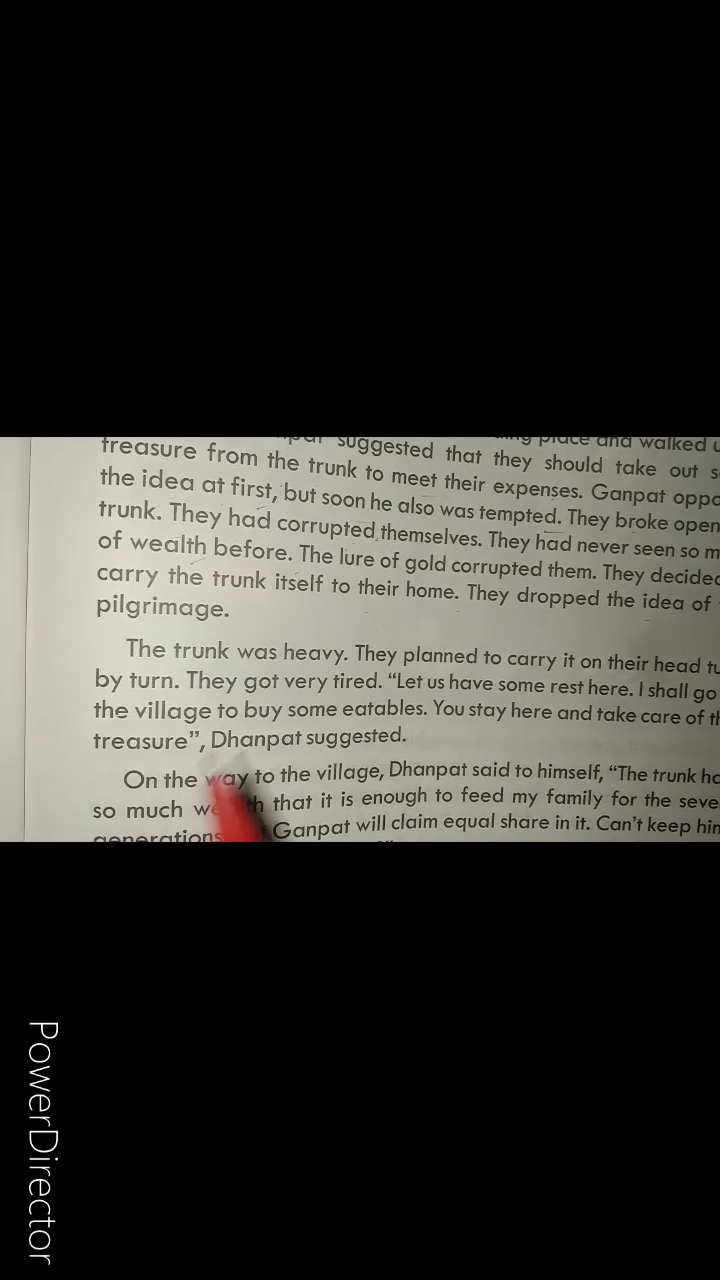 suggested that they should take out
treasure from the trunk to meet their expenses. Ganpat
the idea at first, but soon he also was tempted. They broke open
trunk. They had corrupted themselves. They had never seen so
of wealth before. The lure of gold corrupted them. They decided
carry the trunk itself to their home. They dropped the idea of
pilgrimage.
The trunk was heavy. They planned to carry it on their head
by turn. They got very tired. “Let us have some rest here. I shall go
the village to buy some eatables. You stay here and take care of
treasure”, Dhanpat suggested.
On the way to the village, Dhanpat said to himself, “The trunk
so much that it is enough to feed my family for the
generations Ganpat will claim equal share in it. Can’t keep
PowerDirector